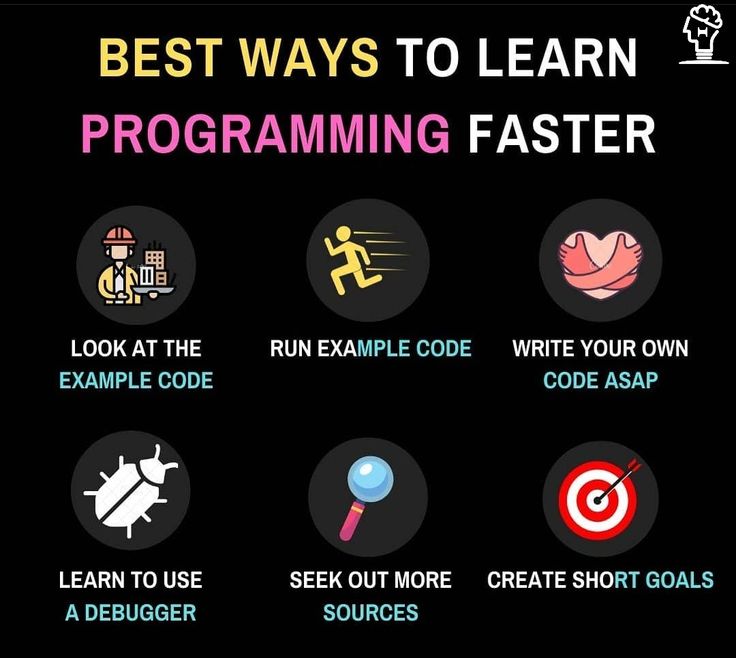 BEST WAYS TO LEARN
PROGRAMMING FASTER
LOOK AT THE
EXAMPLE CODE
RUN EXAMPLE CODE
WRITE YOUR OWN
CODE ASAP
LEARN TO USE
A DEBUGGER
SEEK OUT MORE
SOURCES
CREATE SHORT GOALS